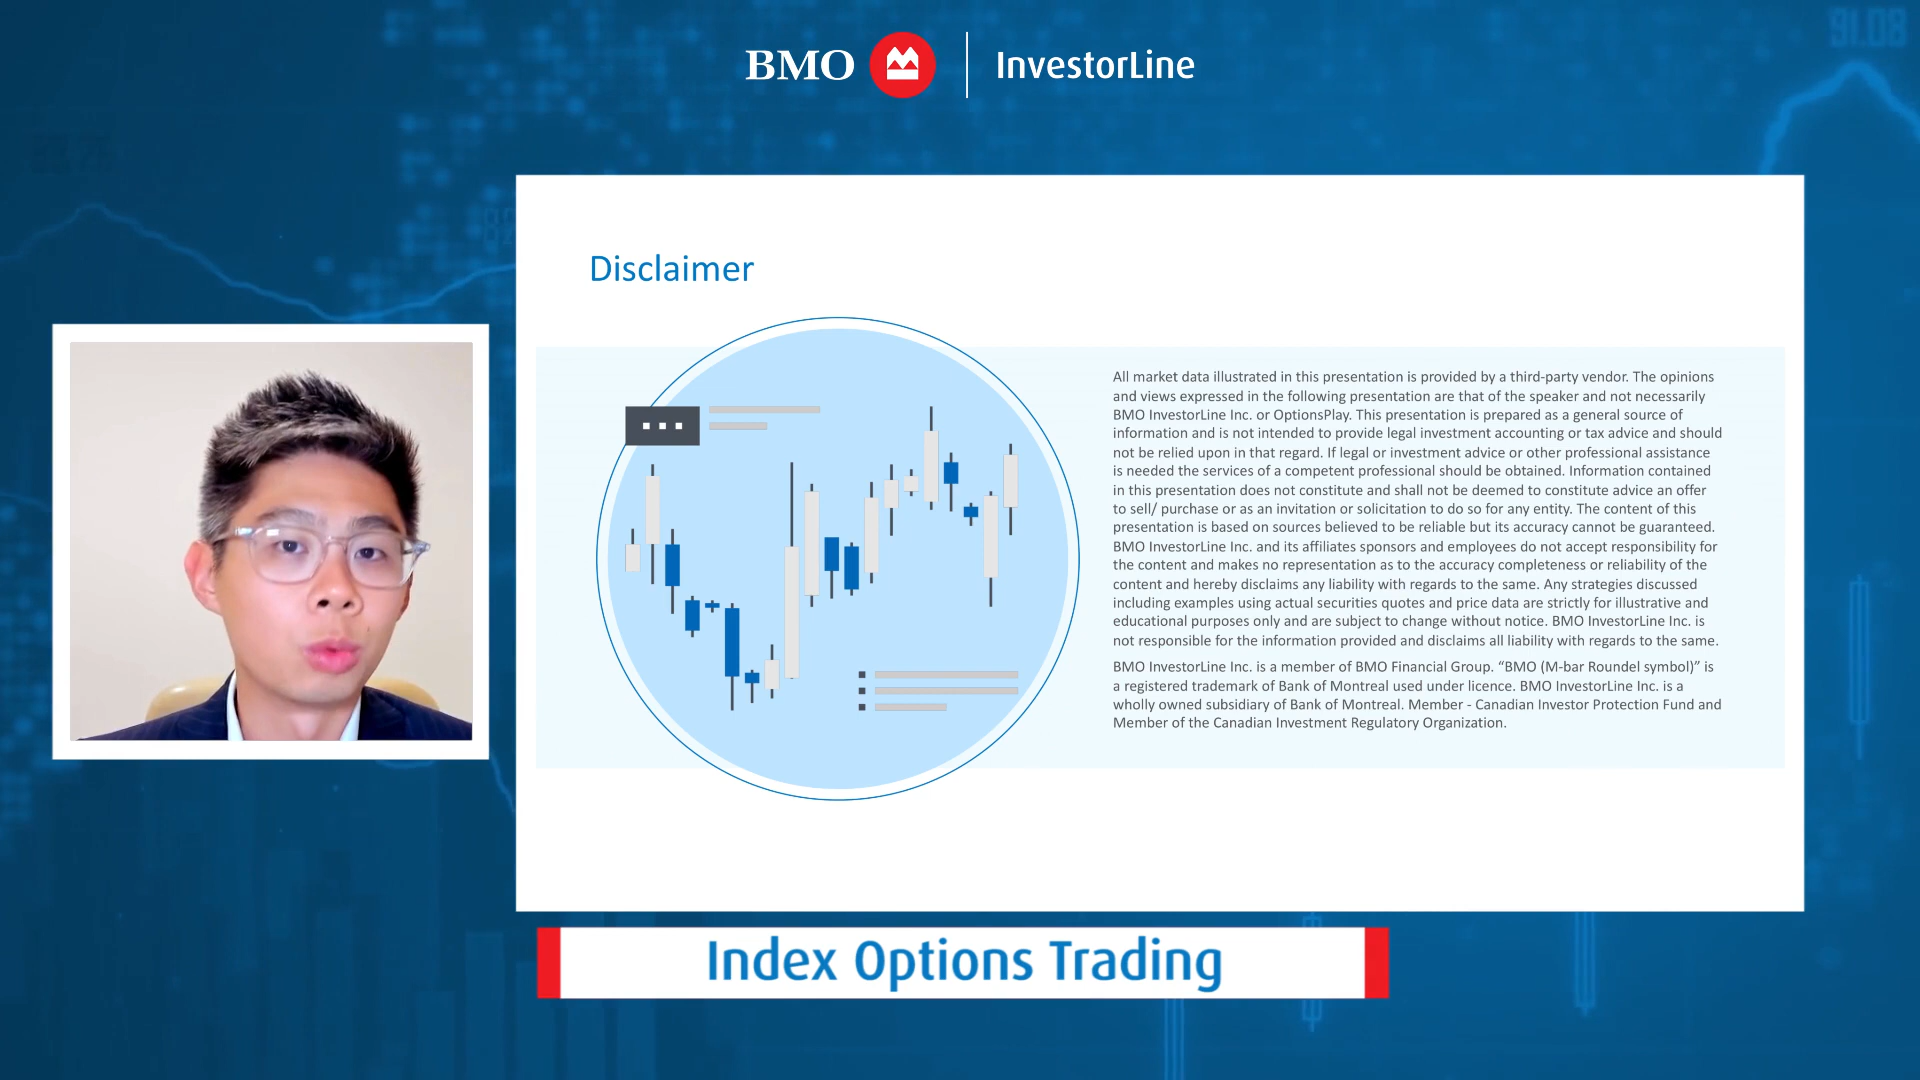 BMO InvestorLine
Disclaimer
All market data illustrated in this presentation is provided by a third-party vendor. The opinions
and views expressed in the following presentation are that of the speaker and not necessarily
BMO InvestorLine Inc. or OptionsPlay. This presentation is prepared as a general source of
information and is not intended to provide legal investment accounting or tax advice and should
not be relied upon in that regard. If legal or investment advice or other professional assistance
is needed the services of a competent professional should be obtained. Information contained
in this presentation does not constitute and shall not be deemed to constitute advice an offer
to sell/ purchase or as an invitation or solicitation to do so for any entity. The content of this
presentation is based on sources believed to be reliable but its accuracy cannot be guaranteed.
BMO InvestorLine Inc. and its affiliates sponsors and employees do not accept responsibility for
the content and makes no representation as to the accuracy completeness or reliability of the
content and hereby disclaims any liability with regards to the same. Any strategies discussed
including examples using actual securities quotes and price data are strictly for illustrative and
educational purposes only and are subject to change without notice. BMO InvestorLine Inc. is
not responsible for the information provided and disclaims all liability with regards to the same.
BMO InvestorLine Inc. is a member of BMO Financial Group. “BMO (M-bar Roundel symbol)” is
a registered trademark of Bank of Montreal used under licence. BMO InvestorLine Inc. is a
wholly owned subsidiary of Bank of Montreal. Member - Canadian Investor Protection Fund and
Member of the Canadian Investment Regulatory Organization.
Index Options Trading